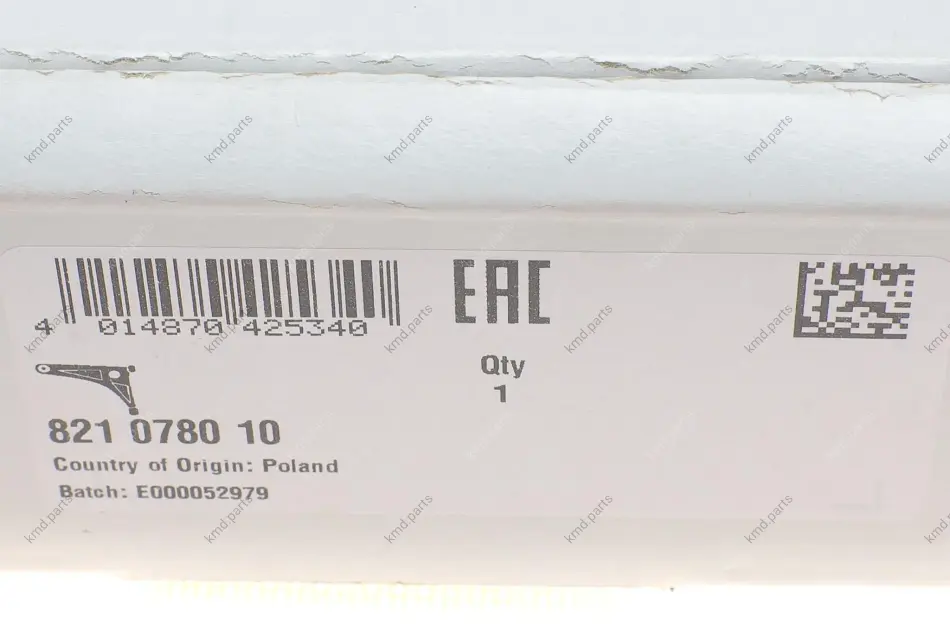 4 014870 425340
EAC
Qty
1
821 0780 10
Country of Origin: Poland
Batch: E000052979
kmd.parts